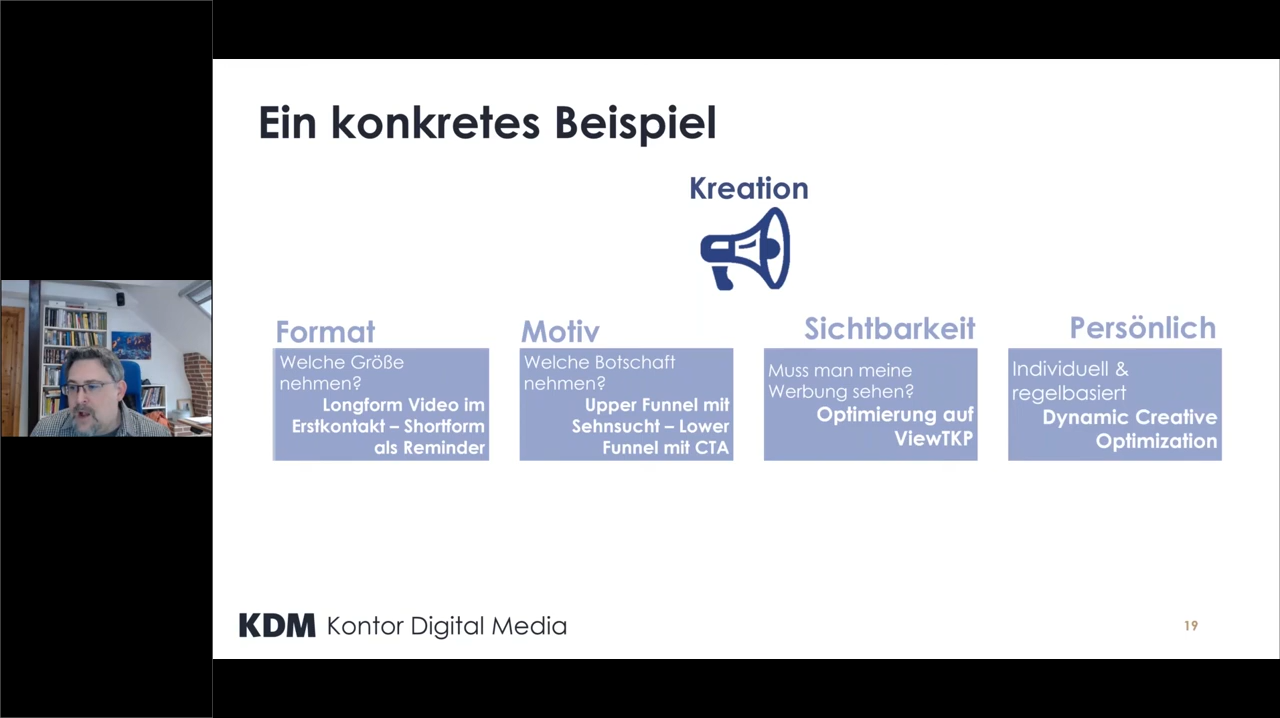 Ein konkretes Beispiel
Kreation
Format
Welche Größe
nehmen?
Longform Video im
Erstkontakt – Shortform
als Reminder
Motiv
Welche Botschaft
nehmen?
Upper Funnel mit
Sehnsucht – Lower
Funnel mit CTA
Sichtbarkeit
Muss man meine
Werbung sehen?
Optimierung auf
ViewTKP
Persönlich
Individuell &
regelbasiert
Dynamic Creative
Optimization
KDM Kontor Digital Media
19